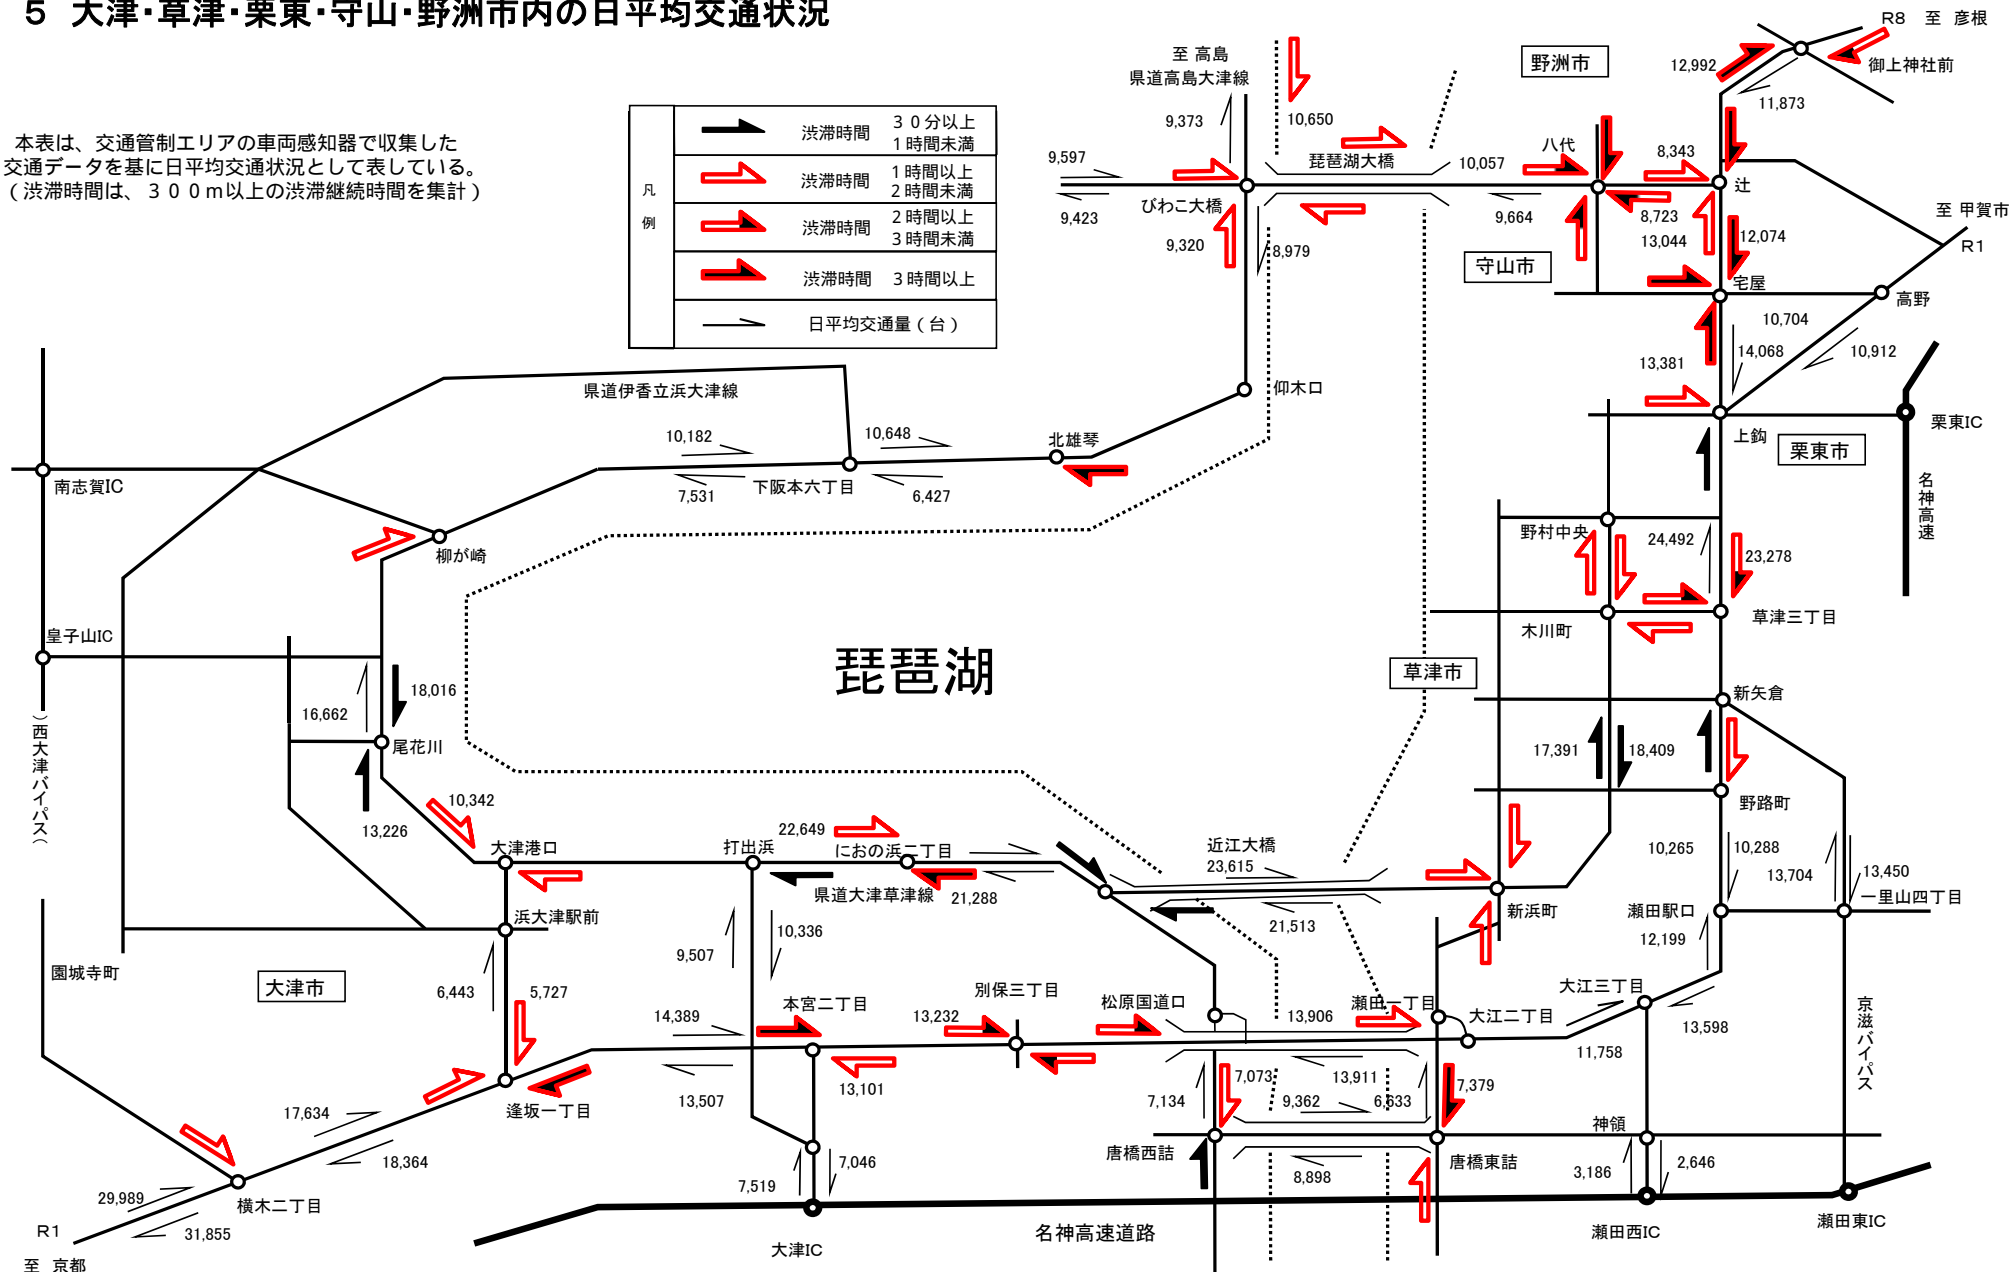 5 大津・草津・栗東・守山・野洲市内の日平均交通状況
本表は、交通管制エリアの車両感知器で収集した
交通データを基に日平均交通状況として表している。
（渋滞時間は、３００ｍ以上の渋滞継続時間を集計）
凡例
渋滞時間 ３０分以上 1時間未満
渋滞時間 1時間以上 2時間未満
渋滞時間 2時間以上 3時間未満
渋滞時間 3時間以上
日平均交通量（台）
R8 至 彦根
御上神社前
12,992
11,873
野洲市
至 高島
県道高島大津線
9,373
10,650
琵琶湖大橋
10,057
八代
8,343
辻
9,597
9,423
びわこ大橋
9,320
8,979
9,664
8,723
13,044
12,074
守山市
至 甲賀市
R1
宅屋
高野
10,704
13,381
14,068
10,912
上鈎
栗東市
栗東IC
名神高速
仰木口
県道伊香立浜大津線
10,182
10,648
北雄琴
7,531
下阪本六丁目
6,427
南志賀IC
柳が崎
野村中央
24,492
23,278
木川町
草津三丁目
皇子山IC
琵琶湖
草津市
18,016
16,662
尾花川
新矢倉
17,391
18,409
野路町
）西大津バイパス（
13,226
10,342
大津港口
打出浜
22,649
におの浜二丁目
県道大津草津線
21,288
近江大橋
23,615
21,513
新浜町
10,265
10,288
13,704
13,450
瀬田駅口
一里山四丁目
12,199
浜大津駅前
園城寺町
大津市
6,443
5,727
9,507
10,336
14,389
本宮二丁目
別保三丁目
13,232
松原国道口
13,906
瀬田一丁目
大江二丁目
大江三丁目
13,598
11,758
京滋バイパス
13,507
13,101
逢坂一丁目
17,634
18,364
7,134
7,073
13,911
9,362
6,633
7,379
唐橋西詰
唐橋東詰
8,898
神領
3,186
2,646
7,519
7,046
29,989
横木二丁目
31,855
R1
至 京都
大津IC
名神高速道路
瀬田西IC
瀬田東IC